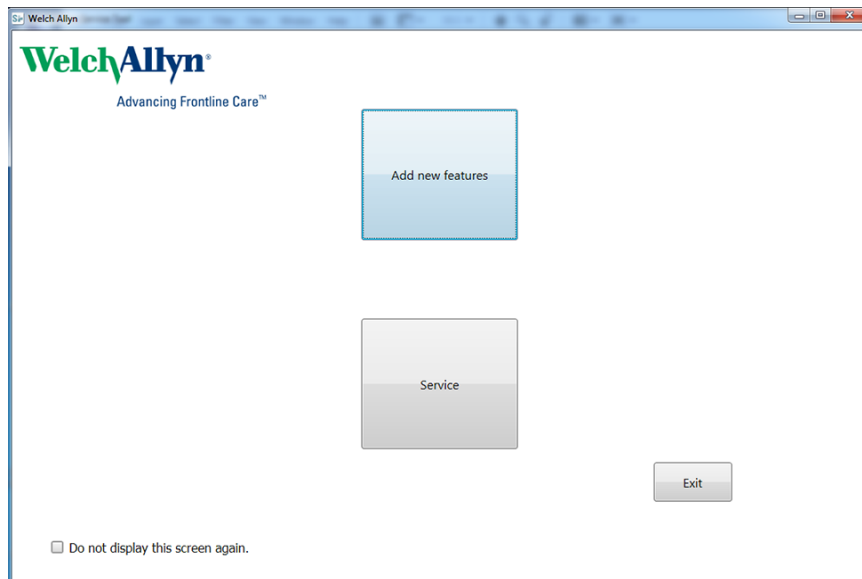 Welch Allyn
WelchAllyn®
Advancing Frontline Care™
Add new features
Service
Exit
Do not display this screen again.